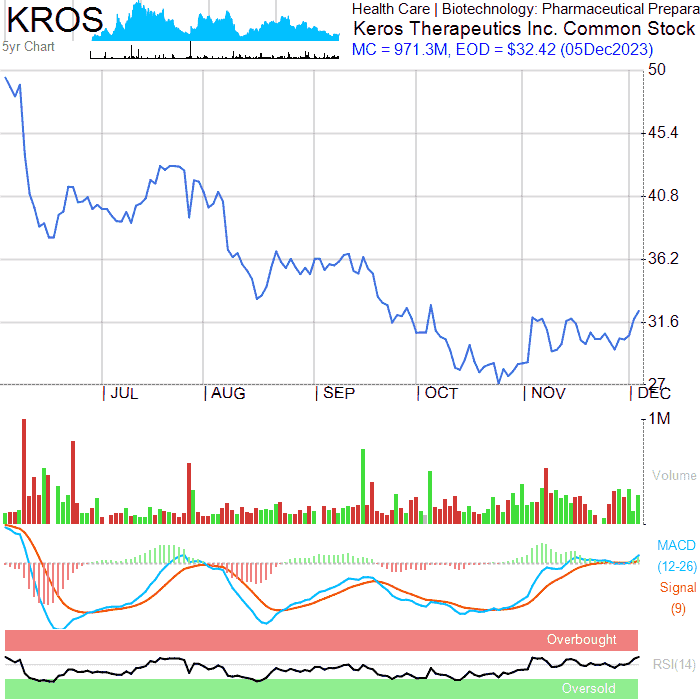 KROS
Health Care | Biotechnology: Pharmaceutical Prepara
5yr Chart
Keros Therapeutics Inc. Common Stock
MC = 971.3M, EOD = $32.42 (05Dec2023)
50
45.4
40.8
36.2
31.6
27
JUL
AUG
SEP
OCT
NOV
DEC
1M
Volume
MACD
(12-26)
Signal
(9)
Overbought
RSI(14)
Oversold